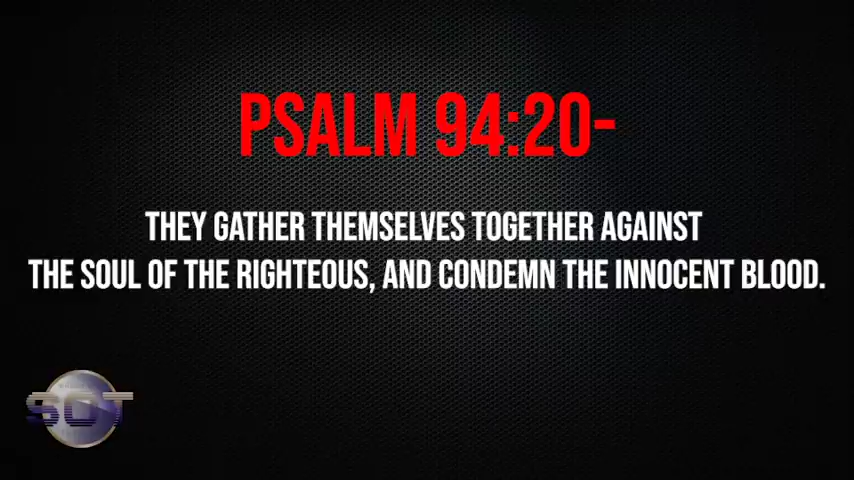 PSALM 94:20-
THEY GATHER THEMSELVES TOGETHER AGAINST
THE SOUL OF THE RIGHTEOUS, AND CONDEMN THE INNOCENT BLOOD.
SOT